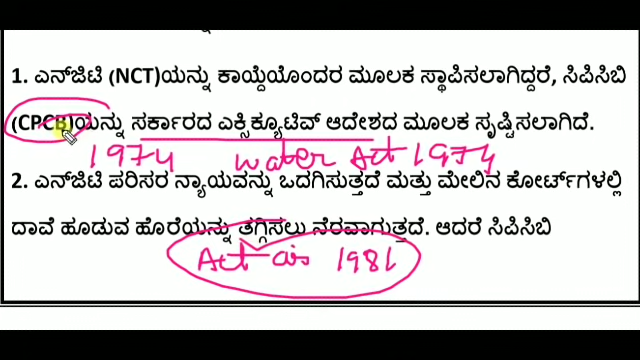 1. ಎನ್‌ಜಿಟಿ (NCT)ಯನ್ನು ಕಾಯ್ದೆಯೊಂದರ ಮೂಲಕ ಸ್ಥಾಪಿಸಲಾಗಿದ್ದರೆ, ಸಿಪಿಸಿಬಿ
(CPCB)ಯನ್ನು ಸರ್ಕಾರದ ಎಕ್ಸಿಕ್ಯೂಟಿವ್ ಆದೇಶದ ಮೂಲಕ ಸೃಷ್ಟಿಸಲಾಗಿದೆ.
1974 water Act 1974
2. ಎನ್‌ಜಿಟಿ ಪರಿಸರ ನ್ಯಾಯವನ್ನು ಒದಗಿಸುತ್ತದೆ ಮತ್ತು ಮೇಲಿನ ಕೋರ್ಟ್‌ಗಳಲ್ಲಿ
ದಾವೆ ಹೂಡುವ ಹೊರೆಯನ್ನು ತಗ್ಗಿಸಲು ನೆರವಾಗುತ್ತದೆ. ಆದರೆ ಸಿಪಿಸಿಬಿ
Act 1981